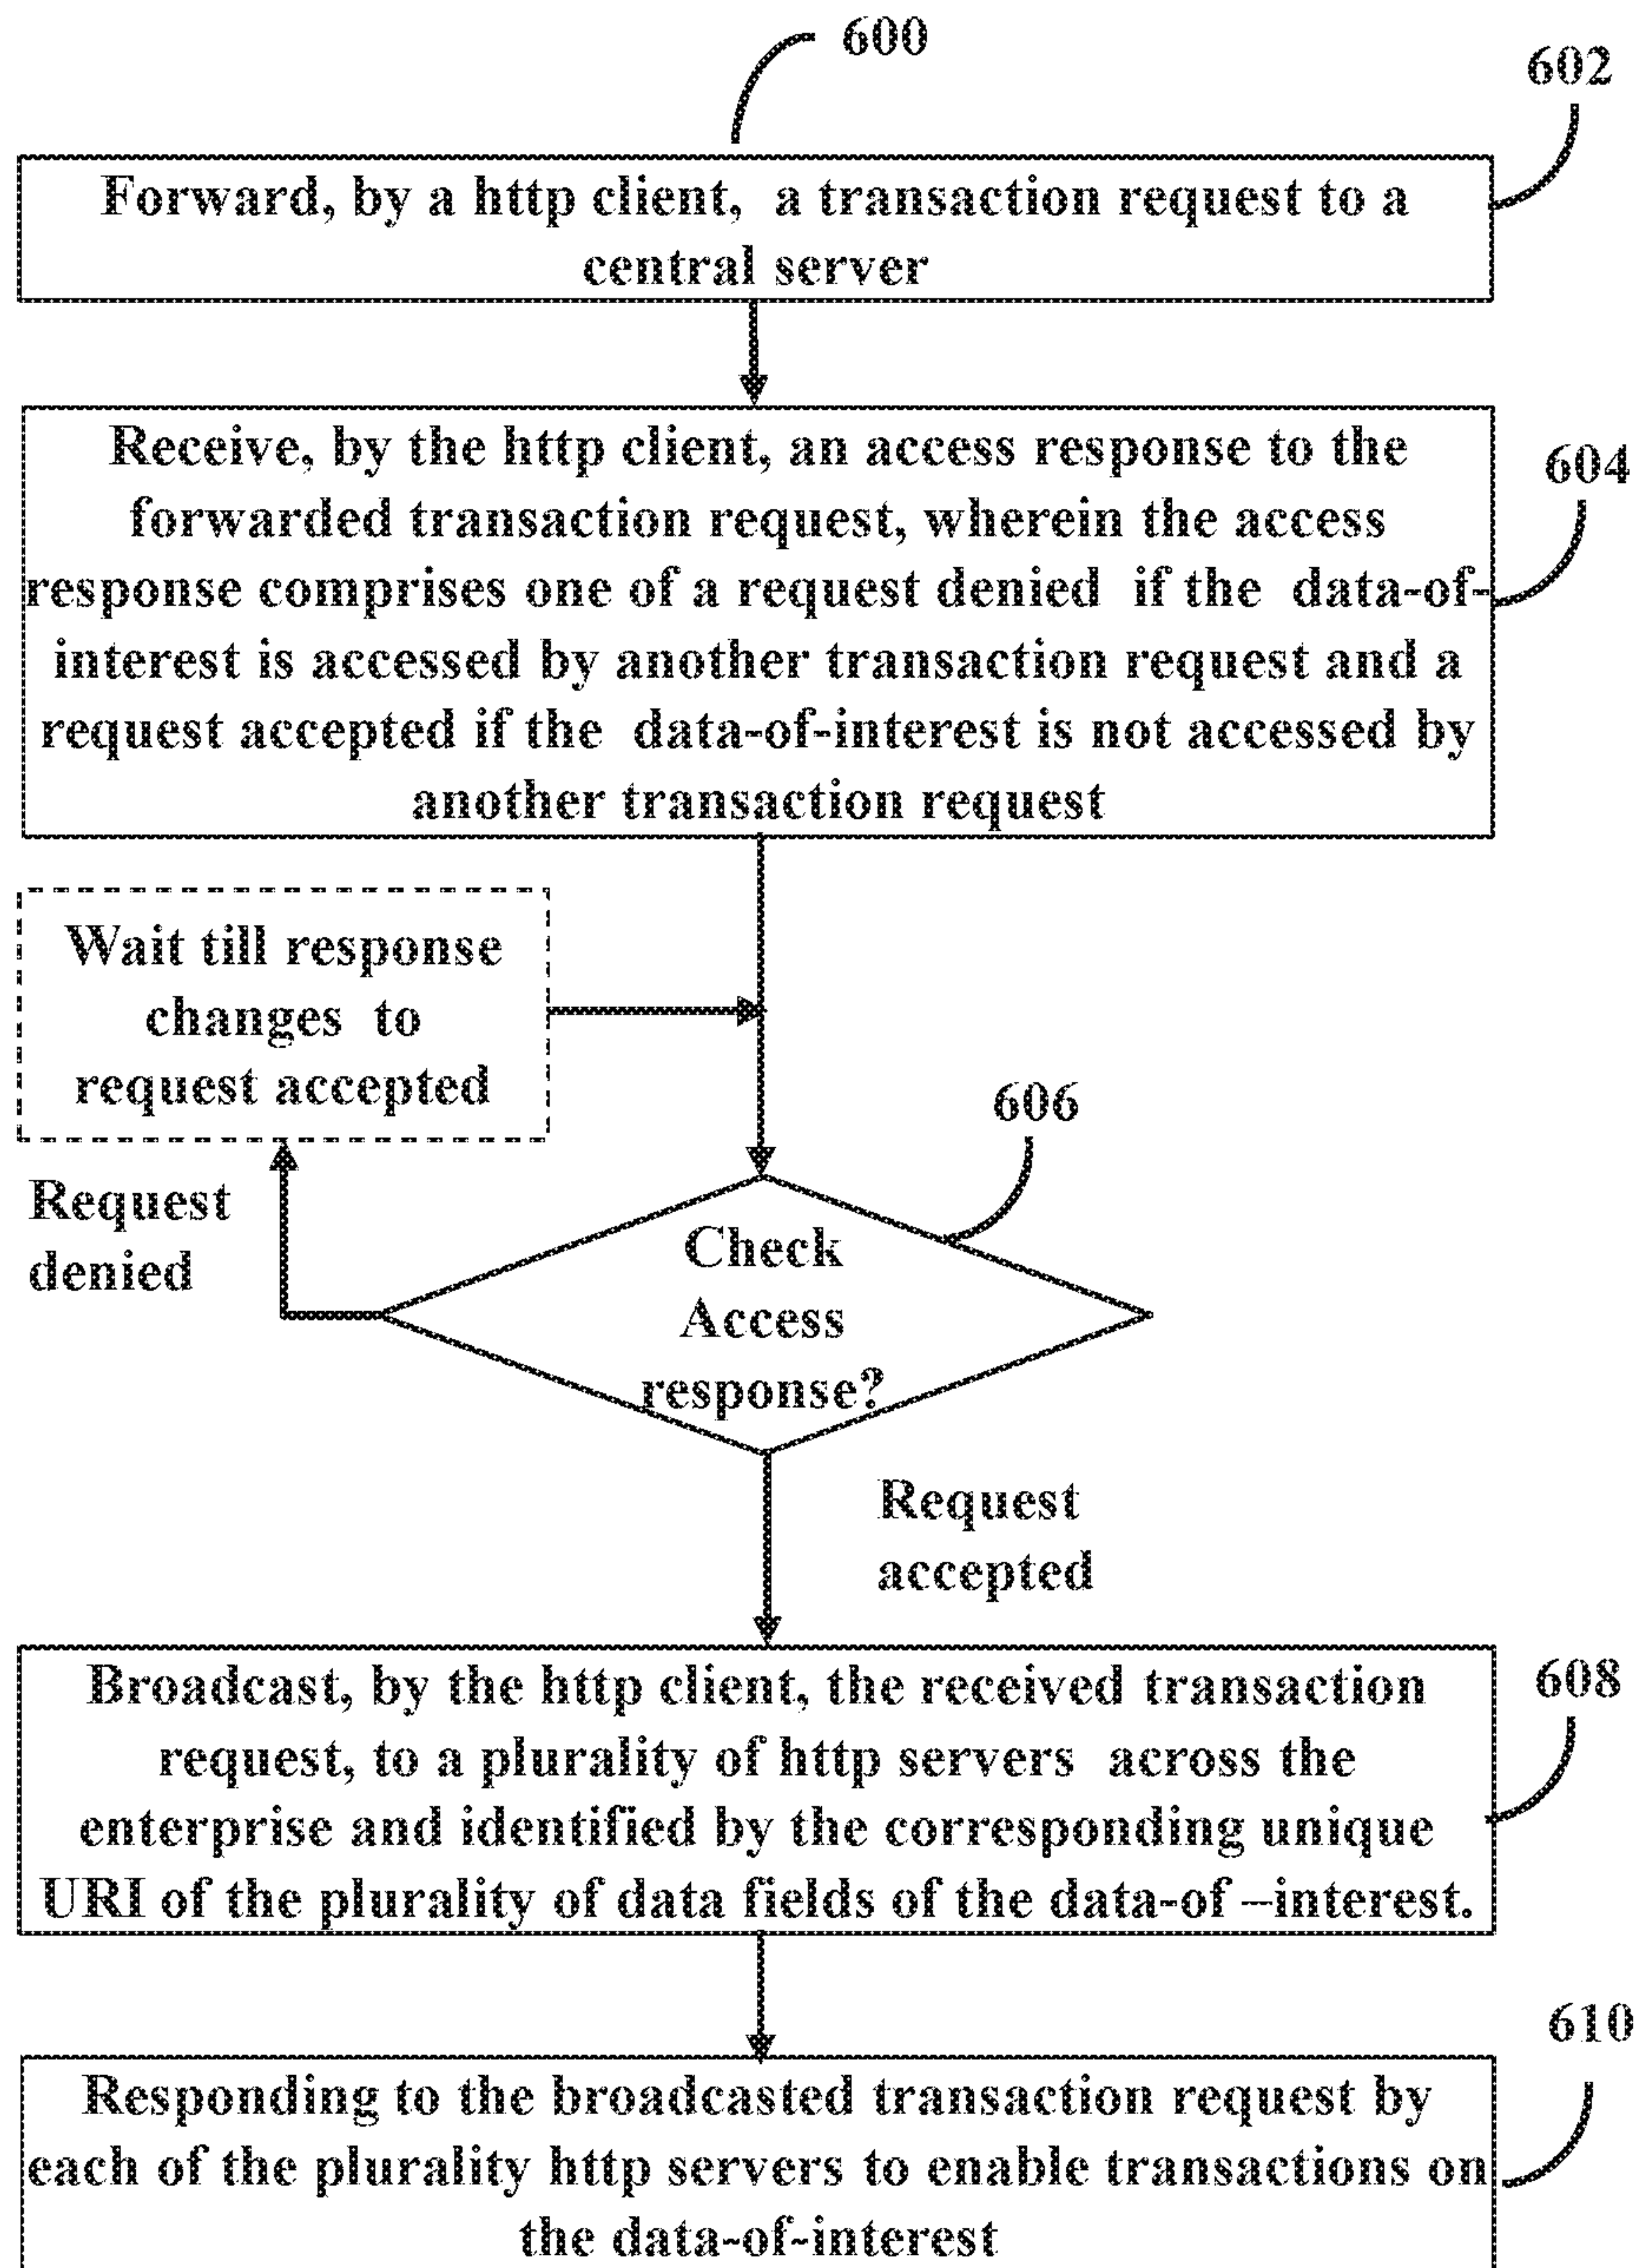 600
602
Forward, by a http client, a transaction request to a
central server
Receive, by the http client, an access response to the
forwarded transaction request, wherein the access
response comprises one of a request denied if the data-of-
interest is accessed by another transaction request and a
request accepted if the data-of-interest is not accessed by
another transaction request
604
Wait till response
changes to
request accepted
606
Request
denied
Check
Access
response?
Request
accepted
Broadcast, by the http client, the received transaction
request, to a plurality of http servers across the
enterprise and identified by the corresponding unique
URI of the plurality of data fields of the data-of –interest.
608
610
Responding to the broadcasted transaction request by
each of the plurality http servers to enable transactions on
the data-of-interest